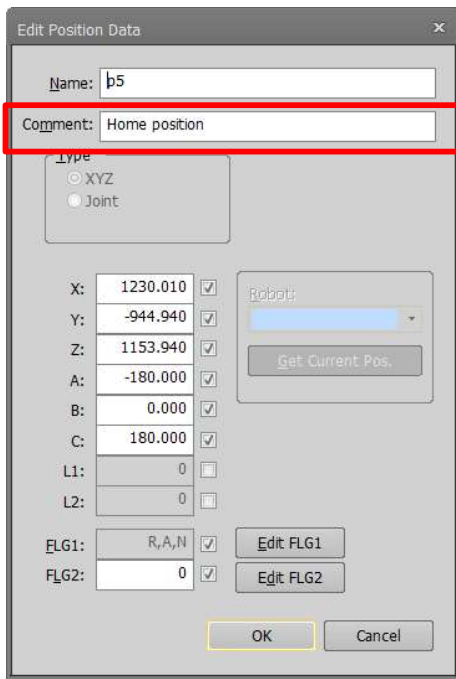 Edit Position Data x
Name: p5
Comment: Home position
Type
XYZ
Joint
X: 1230.010
Y: -944.940
Z: 1153.940
A: -180.000
B: 0.000
C: 180.000
L1: 0
L2: 0
Robot:
Get Current Pos.
FLG1: R,A,N Edit FLG1
FLG2: 0 Edit FLG2
OK Cancel